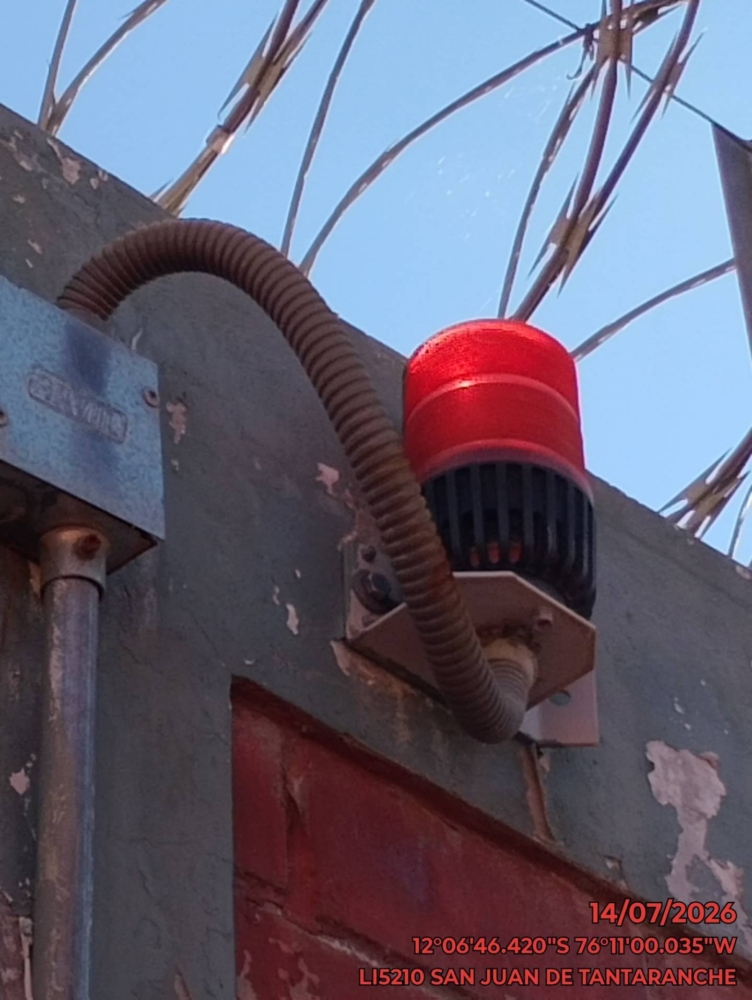 14/07/2026
12°06'46.420"S 76°11'00.035"W
LI5210 SAN JUAN DE TANTARANCHE